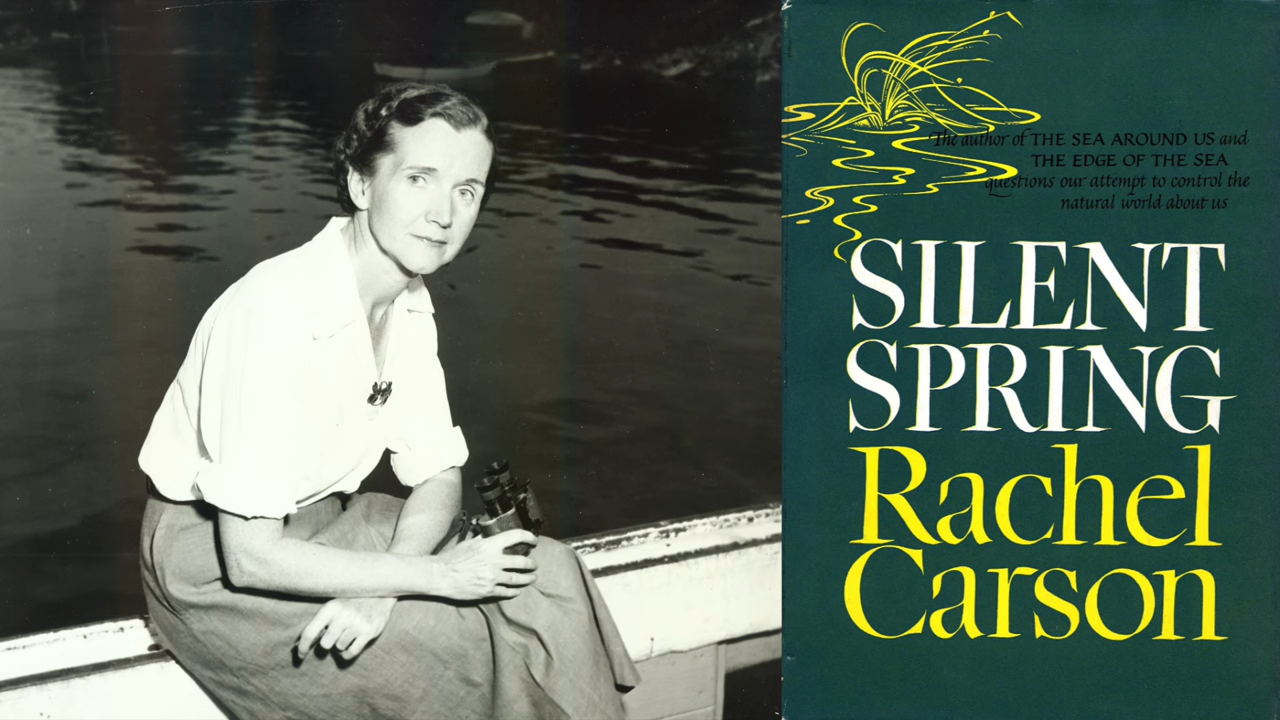 The author of THE SEA AROUND US and
THE EDGE OF THE SEA
questions our attempt to control the
natural world about us
SILENT
SPRING
Rachel
Carson